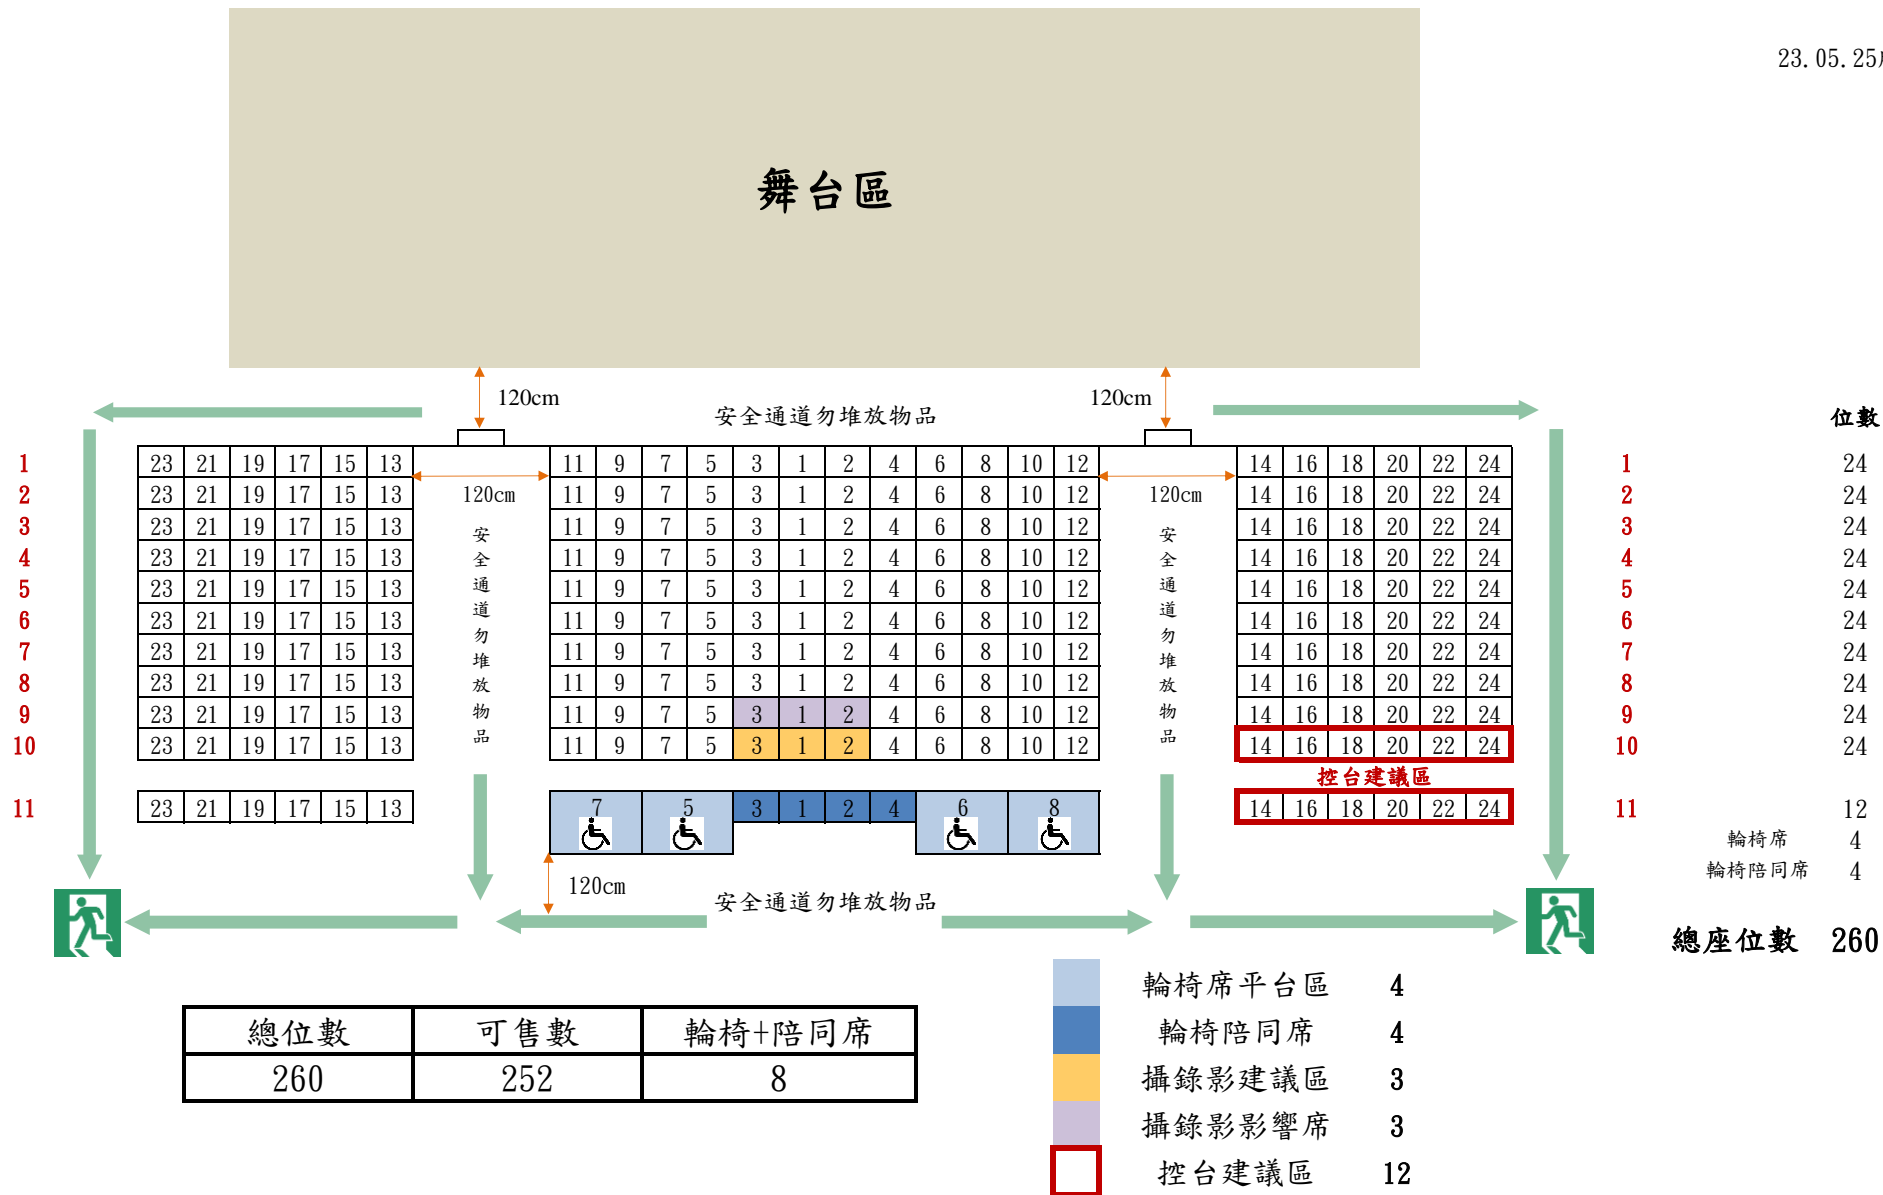 23.05.25
舞台區
120cm
120cm
安全通道勿堆放物品
位數
1 23 21 19 17 15 13 11 9 7 5 3 1 2 4 6 8 10 12 14 16 18 20 22 24 1 24
2 23 21 19 17 15 13 120cm 11 9 7 5 3 1 2 4 6 8 10 12 120cm 14 16 18 20 22 24 2 24
3 23 21 19 17 15 13 11 9 7 5 3 1 2 4 6 8 10 12 14 16 18 20 22 24 3 24
4 23 21 19 17 15 13 11 9 7 5 3 1 2 4 6 8 10 12 14 16 18 20 22 24 4 24
5 23 21 19 17 15 13 11 9 7 5 3 1 2 4 6 8 10 12 14 16 18 20 22 24 5 24
6 23 21 19 17 15 13 11 9 7 5 3 1 2 4 6 8 10 12 14 16 18 20 22 24 6 24
7 23 21 19 17 15 13 11 9 7 5 3 1 2 4 6 8 10 12 14 16 18 20 22 24 7 24
8 23 21 19 17 15 13 11 9 7 5 3 1 2 4 6 8 10 12 14 16 18 20 22 24 8 24
9 23 21 19 17 15 13 11 9 7 5 3 1 2 4 6 8 10 12 14 16 18 20 22 24 9 24
10 23 21 19 17 15 13 11 9 7 5 3 1 2 4 6 8 10 12 14 16 18 20 22 24 10 24
安全通道勿堆放物品
安全通道勿堆放物品
控台建議區
11 23 21 19 17 15 13 7 5 3 1 2 4 6 8 14 16 18 20 22 24 11 12
輪椅席 4
輪椅陪同席 4
120cm
安全通道勿堆放物品
總座位數 260
總位數 可售數 輪椅+陪同席
260 252 8
輪椅席平台區 4
輪椅陪同席 4
攝錄影建議區 3
攝錄影影響席 3
控台建議區 12